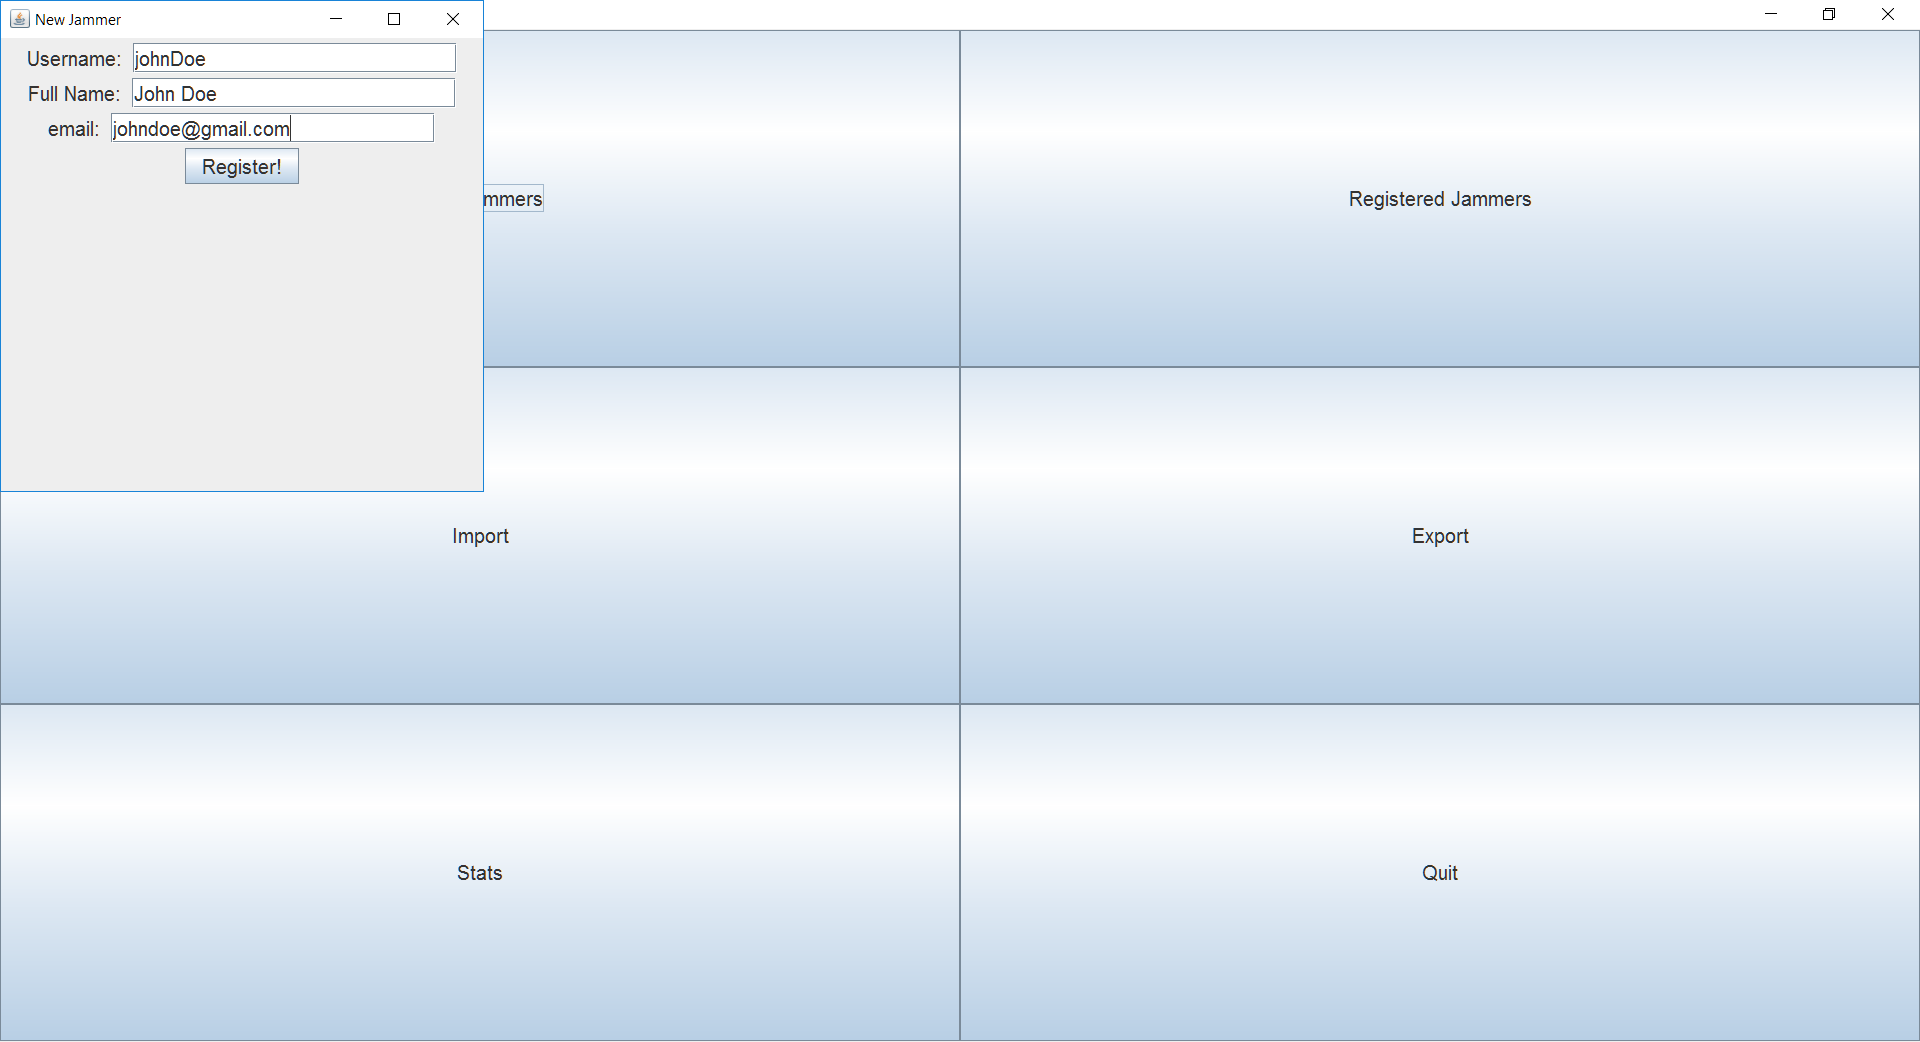 New Jammer
Username: johnDoe
Full Name: John Doe
email: johndoe@gmail.com
Register!
mmers
Registered Jammers
Import
Export
Stats
Quit